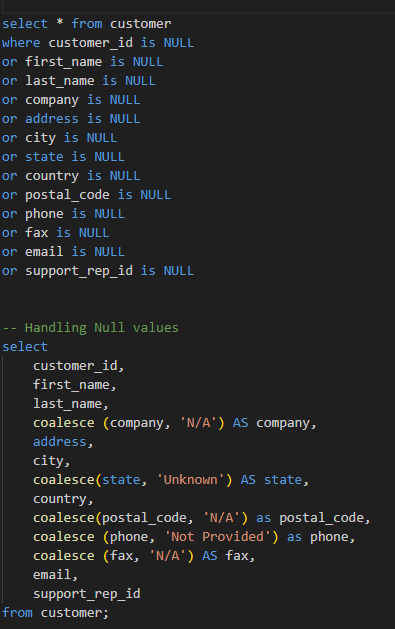 select * from customer
where customer_id is NULL
or first_name is NULL
or last_name is NULL
or company is NULL
or address is NULL
or city is NULL
or state is NULL
or country is NULL
or postal_code is NULL
or phone is NULL
or fax is NULL
or email is NULL
or support_rep_id is NULL
-- Handling Null values
select
    customer_id,
    first_name,
    last_name,
    coalesce (company, 'N/A') AS company,
    address,
    city,
    coalesce(state, 'Unknown') AS state,
    country,
    coalesce(postal_code, 'N/A') as postal_code,
    coalesce (phone, 'Not Provided') as phone,
    coalesce (fax, 'N/A') AS fax,
    email,
    support_rep_id
from customer;